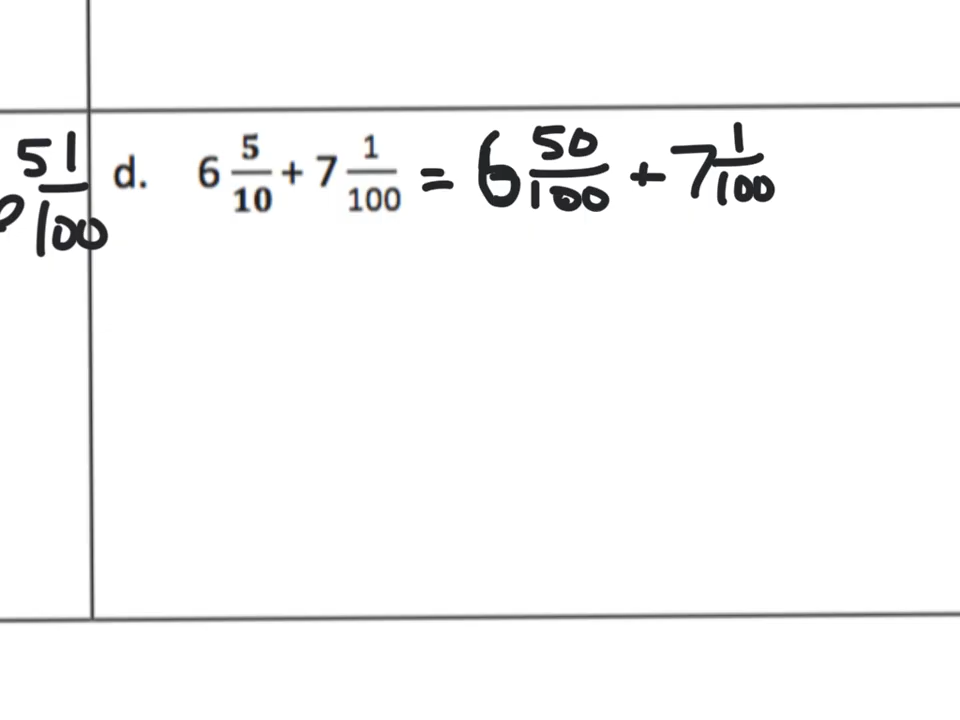 51/100
d. 6 5/10 + 7 1/100 = 6 50/100 + 7 1/100